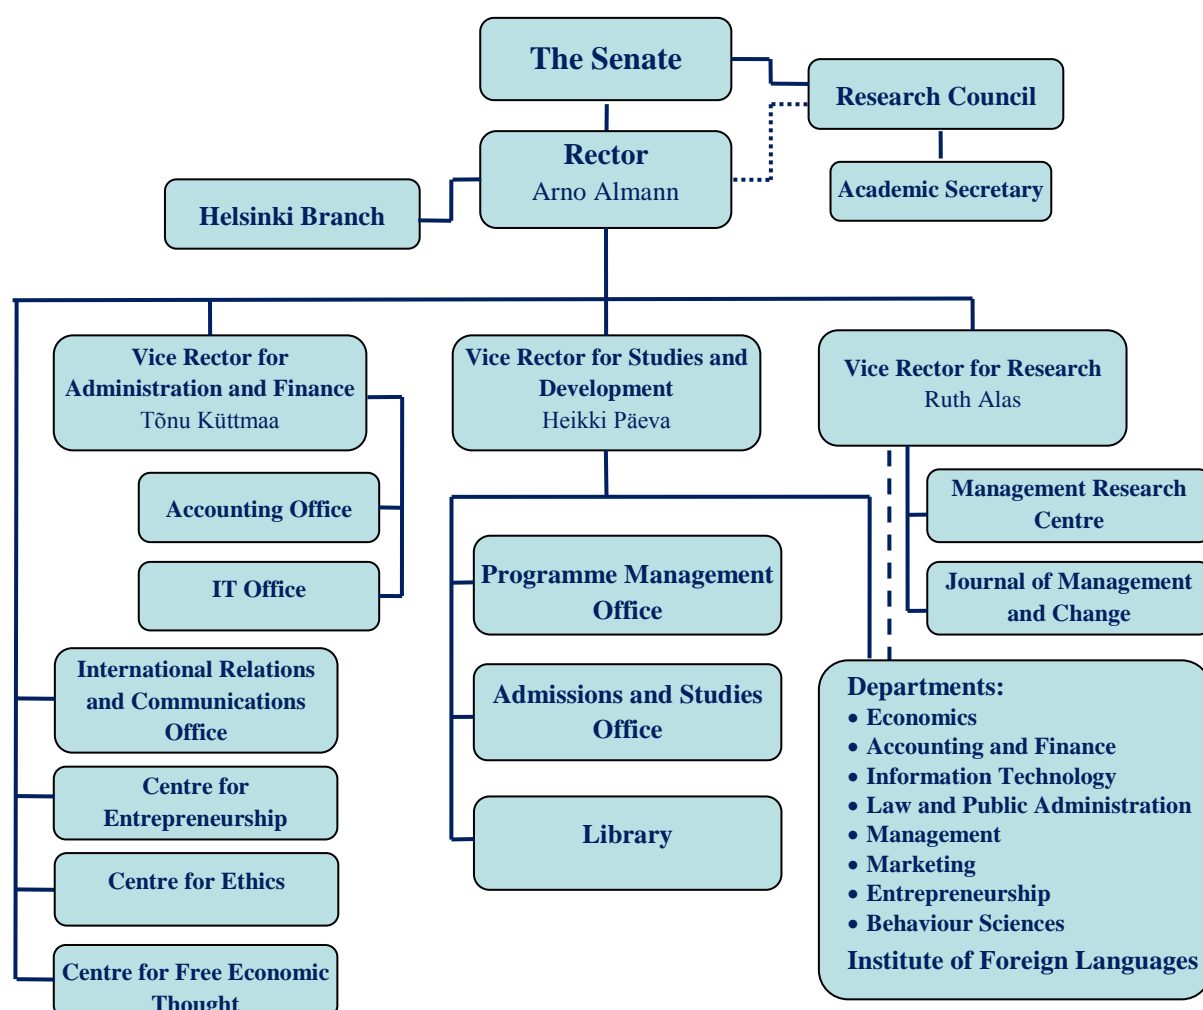 The Senate
Research Council
Rector
Arno Almann
Academic Secretary
Helsinki Branch
Vice Rector for
Administration and Finance
Tõnu Küttmaa
Vice Rector for Studies and
Development
Heikki Päeva
Vice Rector for Research
Ruth Alas
Accounting Office
IT Office
International Relations
and Communications
Office
Centre for
Entrepreneurship
Centre for Ethics
Centre for Free Economic
Thought
Programme Management
Office
Admissions and Studies
Office
Library
Management Research
Centre
Journal of Management
and Change
Departments:
• Economics
• Accounting and Finance
• Information Technology
• Law and Public Administration
• Management
• Marketing
• Entrepreneurship
• Behaviour Sciences
Institute of Foreign Languages